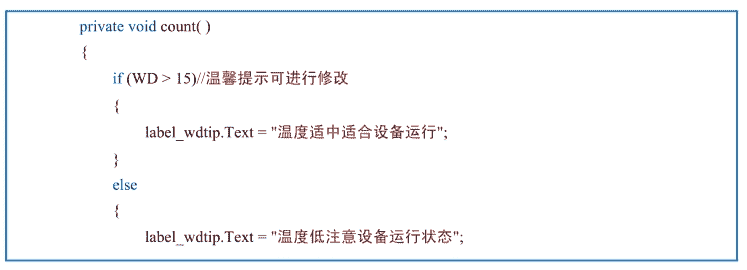 private void count( )
{
if (WD > 15)//温馨提示可进行修改
{
label_wdtip.Text = "温度适中适合设备运行";
}
else
{
label_wdtip.Text = "温度低注意设备运行状态";